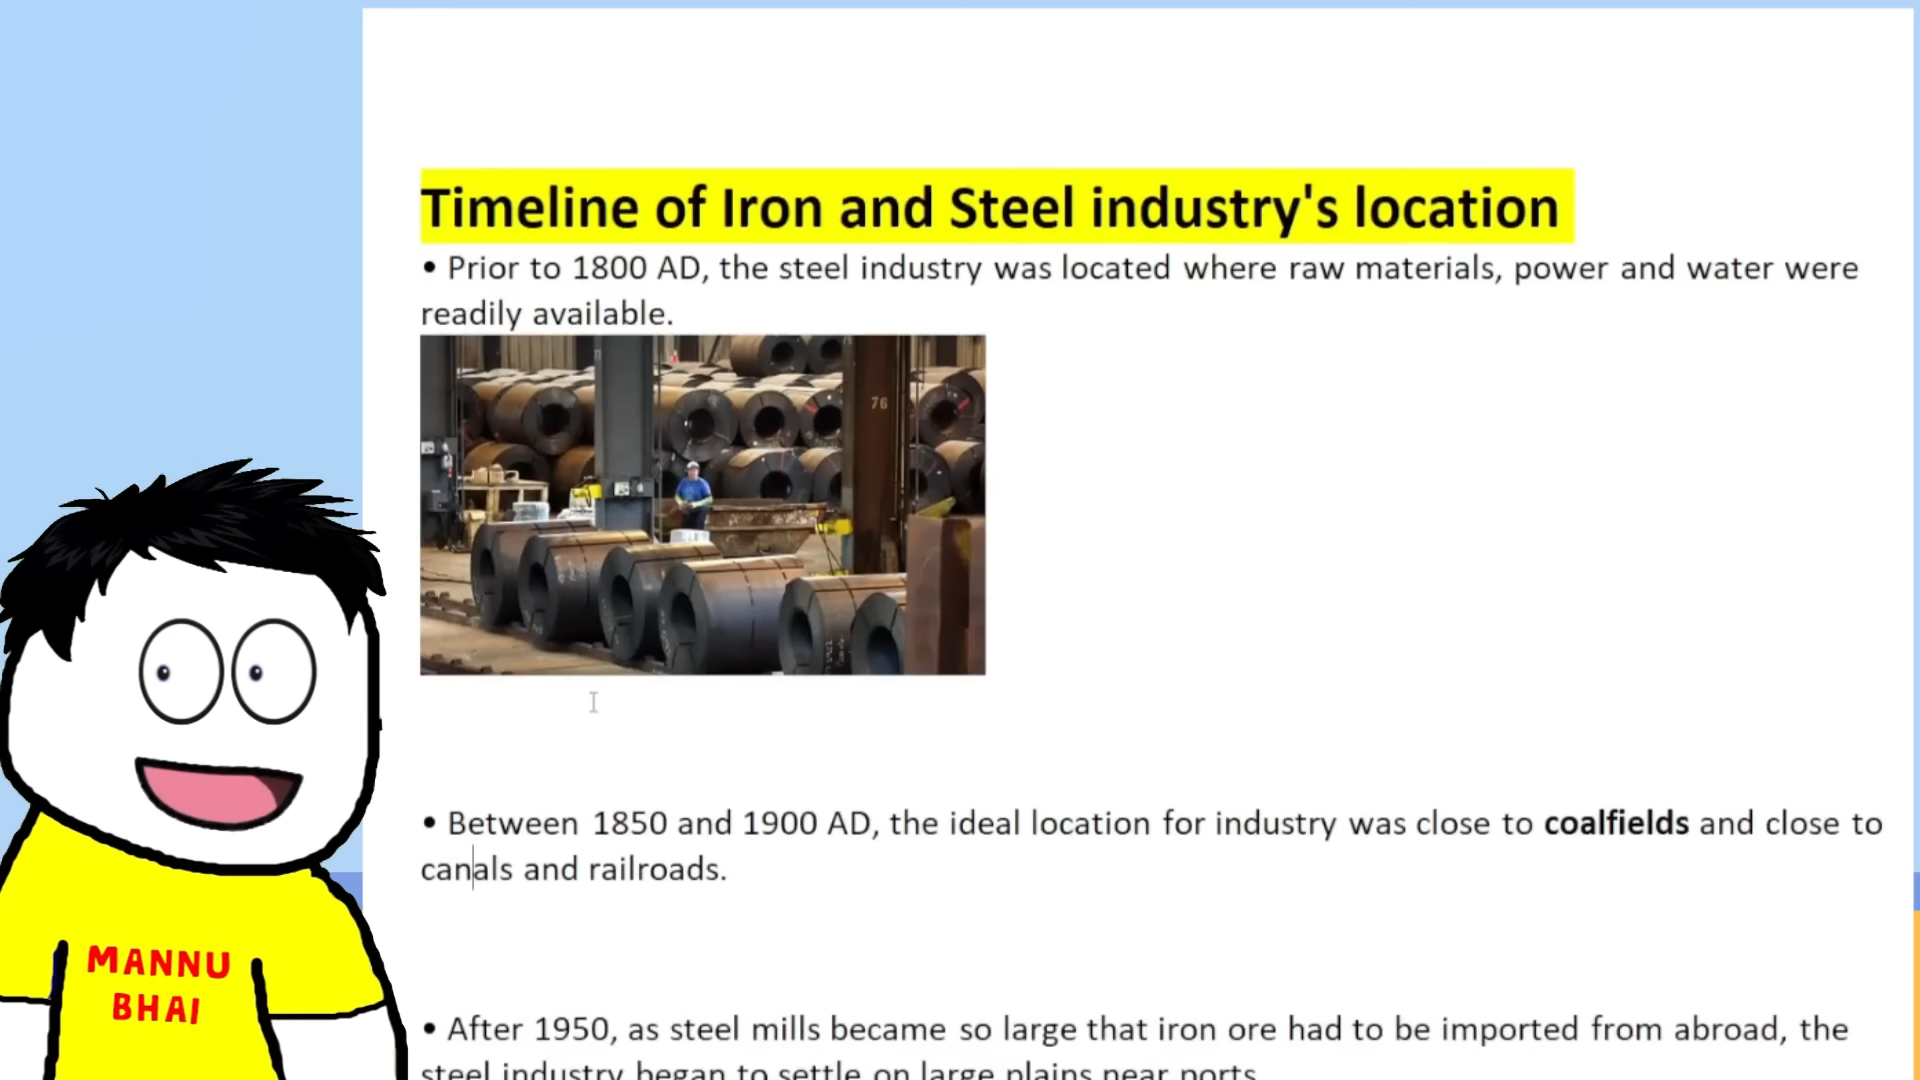 Timeline of Iron and Steel industry's location
• Prior to 1800 AD, the steel industry was located where raw materials, power and water were
readily available.
76
• Between 1850 and 1900 AD, the ideal location for industry was close to coalfields and close to
canals and railroads.
MANNU
BHAI
• After 1950, as steel mills became so large that iron ore had to be imported from abroad, the
steel industry began to settle on large plains near ports.